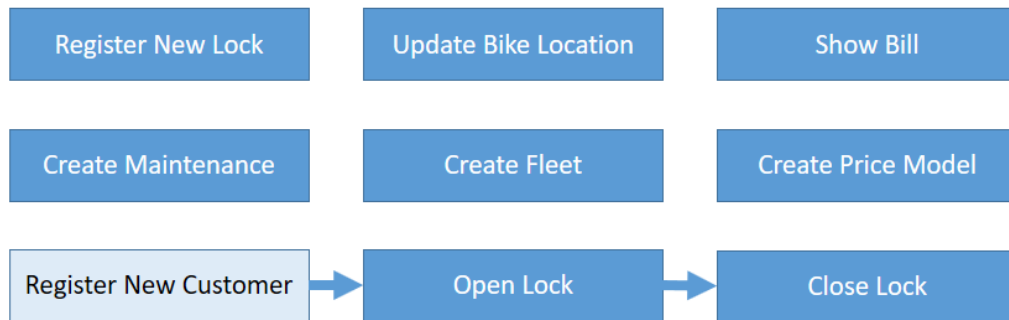 Register New Lock
Update Bike Location
Show Bill
Create Maintenance
Create Fleet
Create Price Model
Register New Customer
Open Lock
Close Lock